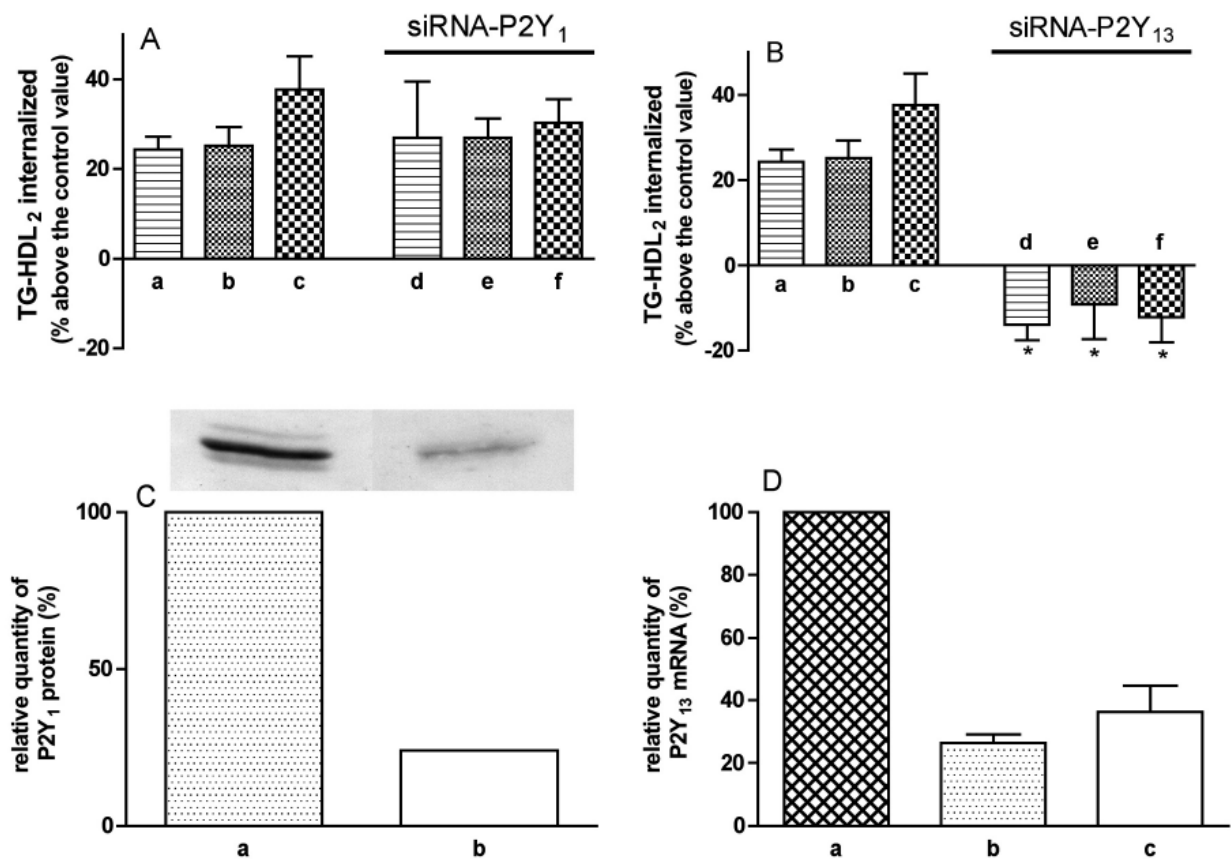 A
siRNA-P2Y1
TG-HDL2 internalized
(% above the control value)
40
20
0
-20
a b c d e f
B
siRNA-P2Y13
TG-HDL2 internalized
(% above the control value)
40
20
0
-20
d e f
a b c
* * *
C
relative quantity of
P2Y1 protein (%)
100
50
0
a b
D
relative quantity of
P2Y13 mRNA (%)
100
80
60
40
20
0
a b c